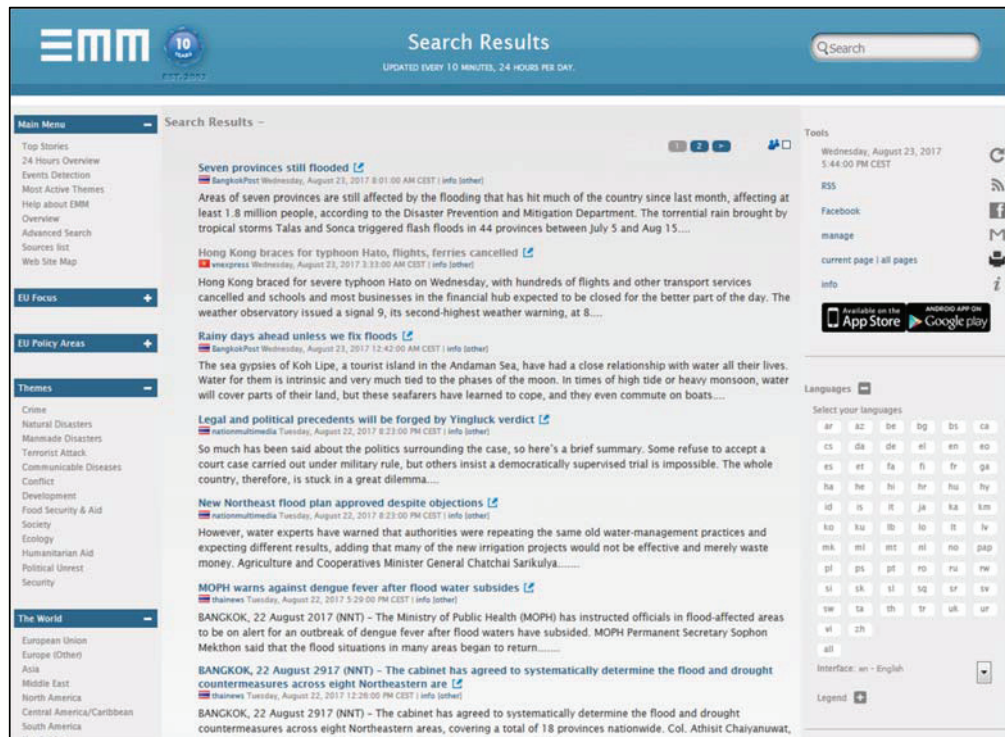 EMM
10
YEARS
EST.2002
Search Results
UPDATED EVERY 10 MINUTES, 24 HOURS PER DAY.
Search
Main Menu
Top Stories
24 Hours Overview
Events Detection
Most Active Themes
Help about EMM
Overview
Advanced Search
Sources list
Web Site Map
EU Focus
EU Policy Areas
Themes
Crime
Natural Disasters
Manmade Disasters
Terrorist Attack
Communicable Diseases
Conflict
Development
Food Security & Aid
Society
Ecology
Humanitarian Aid
Political Unrest
Security
The World
European Union
Europe (Other)
Asia
Middle East
North America
Central America/Caribbean
South America
Search Results –
1 2 >
Seven provinces still flooded
BangkokPost Wednesday, August 23, 2017 8:01:00 AM CEST | info [other]
Areas of seven provinces are still affected by the flooding that has hit much of the country since last month, affecting at
least 1.8 million people, according to the Disaster Prevention and Mitigation Department. The torrential rain brought by
tropical storms Talas and Sonca triggered flash floods in 44 provinces between July 5 and Aug 15....
Hong Kong braces for typhoon Hato, flights, ferries cancelled
vnexpress Wednesday, August 23, 2017 3:33:00 AM CEST | info [other]
Hong Kong braced for severe typhoon Hato on Wednesday, with hundreds of flights and other transport services
cancelled and schools and most businesses in the financial hub expected to be closed for the better part of the day. The
weather observatory issued a signal 9, its second-highest weather warning, at 8....
Rainy days ahead unless we fix floods
BangkokPost Wednesday, August 23, 2017 12:42:00 AM CEST | info [other]
The sea gypsies of Koh Lipe, a tourist island in the Andaman Sea, have had a close relationship with water all their lives.
Water for them is intrinsic and very much tied to the phases of the moon. In times of high tide or heavy monsoon, water
will cover parts of their land, but these seafarers have learned to cope, and they even commute on boats....
Legal and political precedents will be forged by Yingluck verdict
nationmultimedia Tuesday, August 22, 2017 8:23:00 PM CEST | info [other]
So much has been said about the politics surrounding the case, so here's a brief summary. Some refuse to accept a
court case carried out under military rule, but others insist a democratically supervised trial is impossible. The whole
country, therefore, is stuck in a great dilemma....
New Northeast flood plan approved despite objections
nationmultimedia Tuesday, August 22, 2017 8:23:00 PM CEST | info [other]
However, water experts have warned that authorities were repeating the same old water-management practices and
expecting different results, adding that many of the new irrigation projects would not be effective and merely waste
money. Agriculture and Cooperatives Minister General Chatchai Sarikulya.......
MOPH warns against dengue fever after flood water subsides
thainews Tuesday, August 22, 2017 5:29:00 PM CEST | info [other]
BANGKOK, 22 August 2017 (NNT) – The Ministry of Public Health (MOPH) has instructed officials in flood-affected areas
to be on alert for an outbreak of dengue fever after flood waters have subsided. MOPH Permanent Secretary Sophon
Mekthon said that the flood situations in many areas began to return.......
BANGKOK, 22 August 2917 (NNT) – The cabinet has agreed to systematically determine the flood and drought
countermeasures across eight Northeastern are
thainews Tuesday, August 22, 2017 12:26:00 PM CEST | info [other]
BANGKOK, 22 August 2917 (NNT) – The cabinet has agreed to systematically determine the flood and drought
countermeasures across eight Northeastern areas, covering a total of 18 provinces nationwide. Col. Athisit Chaiyanuwat,
Tools
Wednesday, August 23, 2017
5:44:00 PM CEST
RSS
Facebook
manage
current page | all pages
info
Available on the App Store
ANDROID APP ON Google play
Languages
Select your languages
ar az be bg bs ca
cs da de el en eo
es et fa fi fr ga
ha he hi hr hu hy
id is it ja ka km
ko ku lb lo lt lv
mk ml mt nl no pap
pl ps pt ro ru rw
si sk sl sq sr sv
sw ta th tr uk ur
vi zh
all
Interface: en – English
Legend